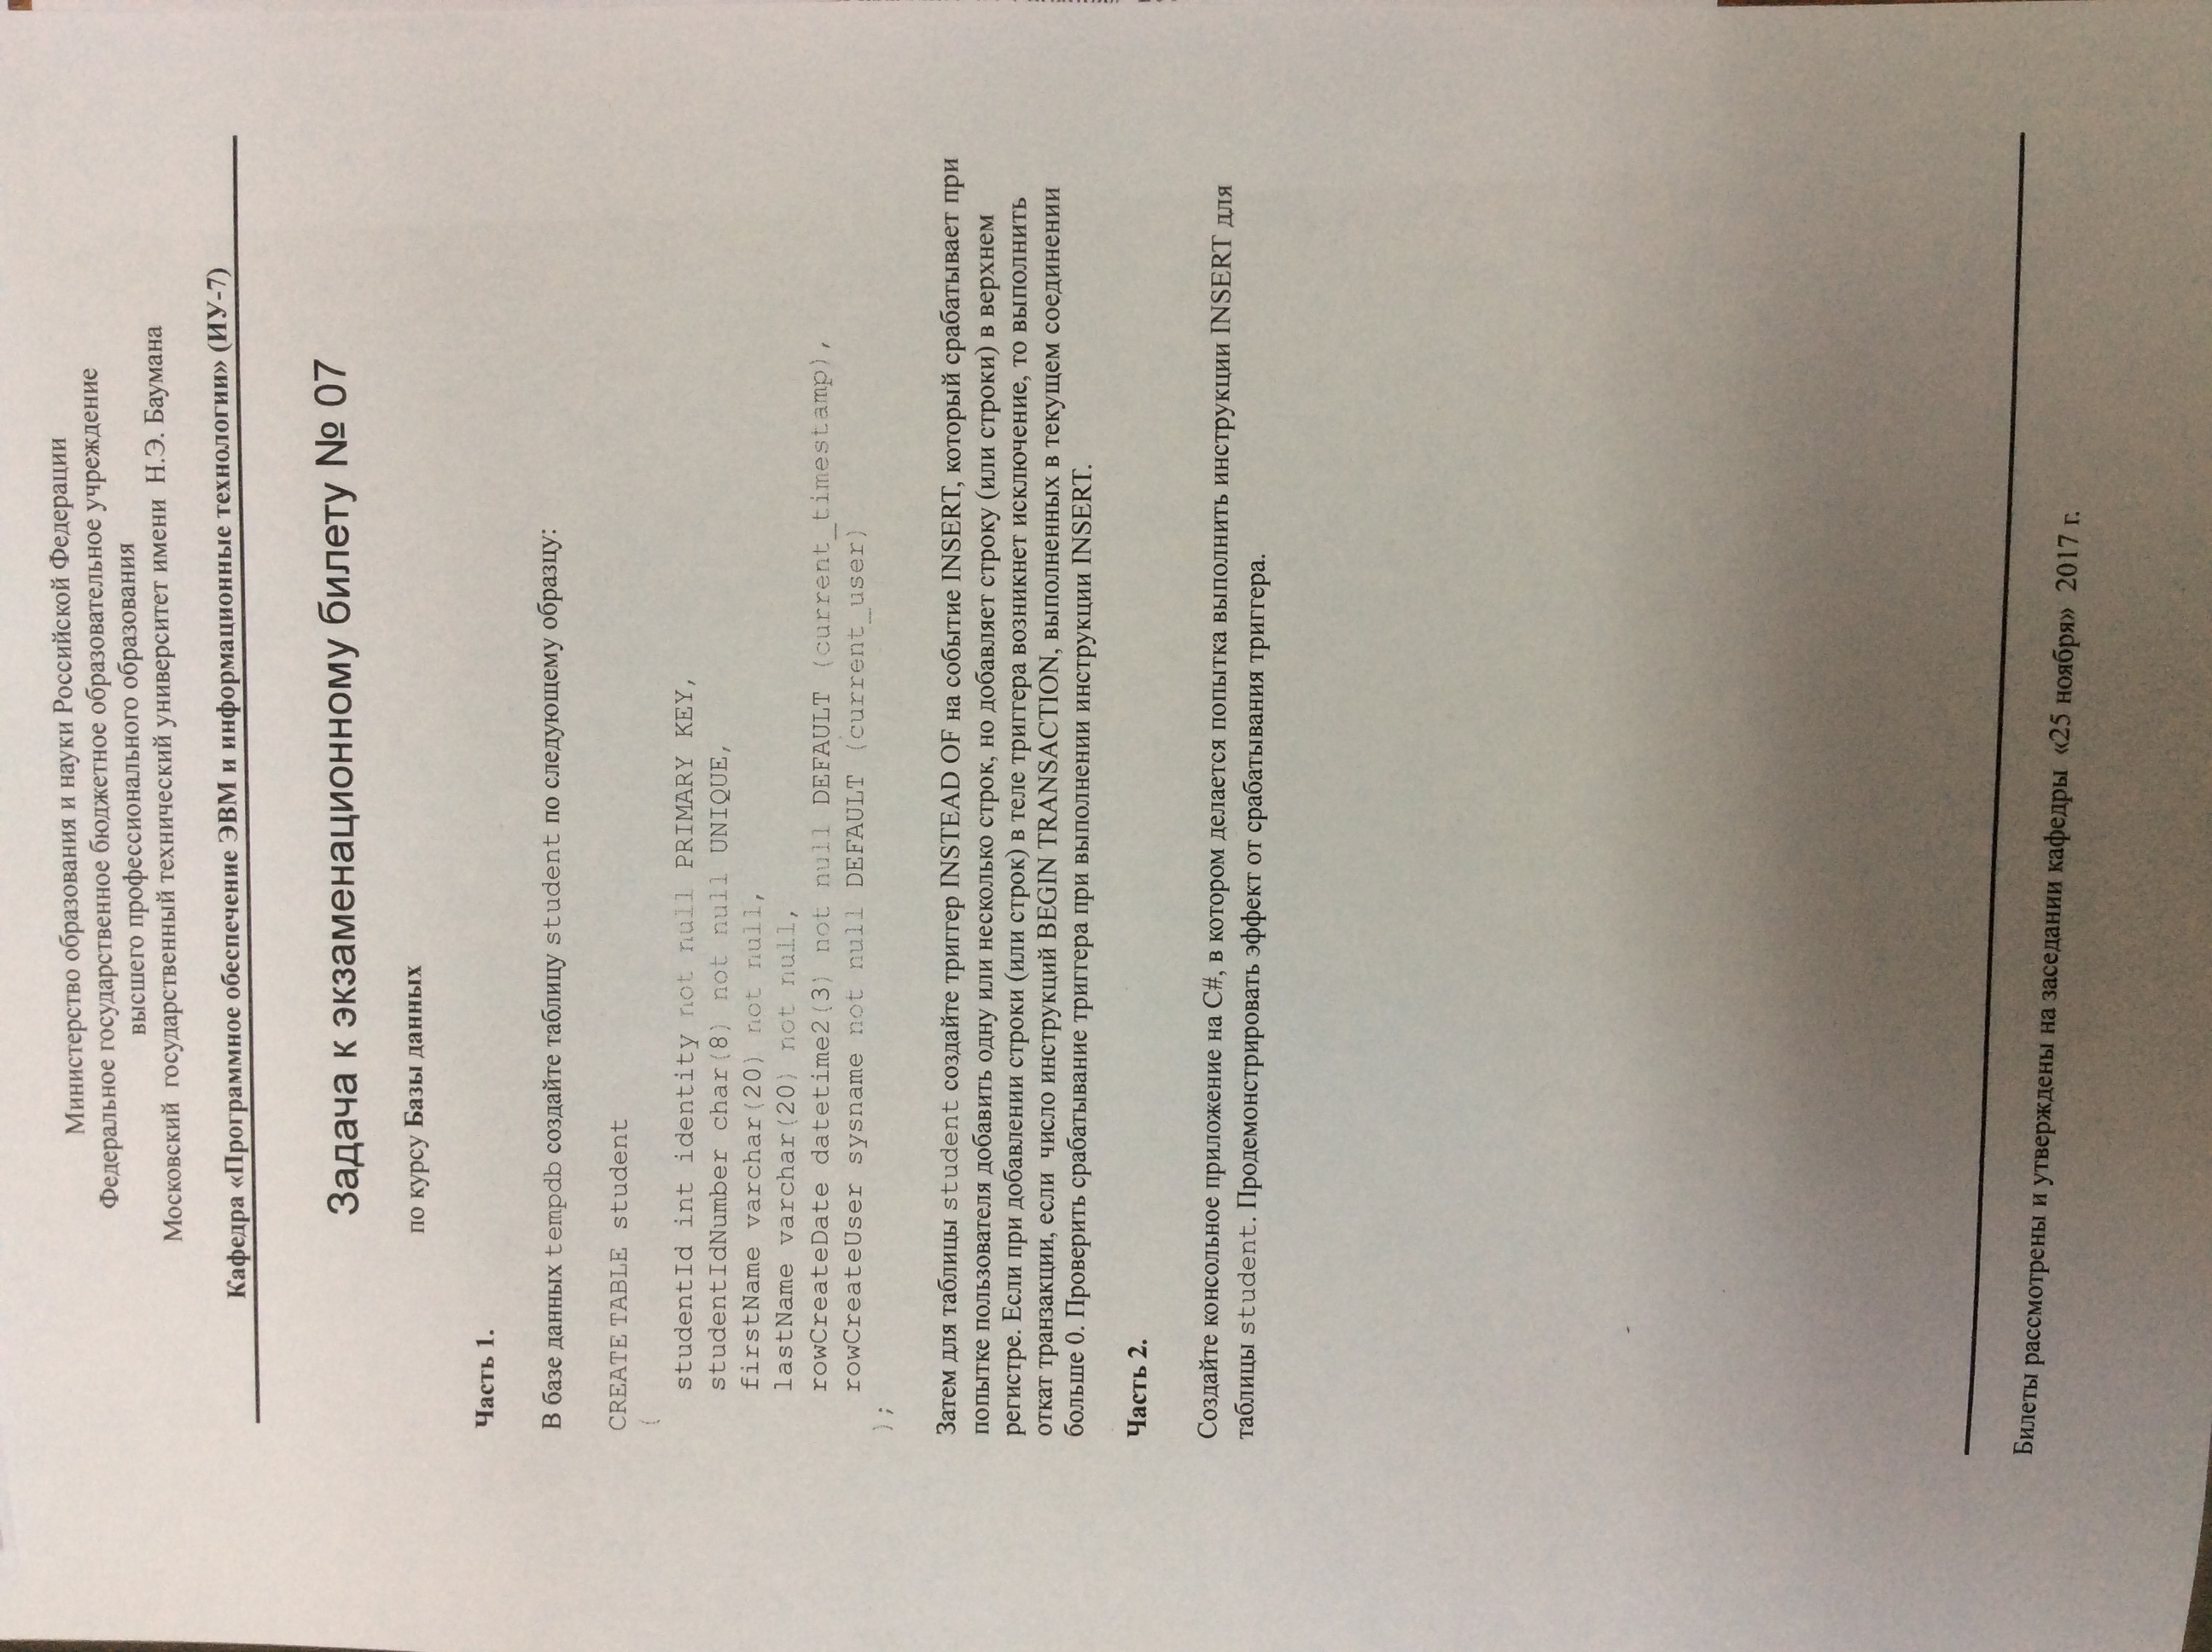 Министерство образования и науки Российской Федерации
Федеральное государственное бюджетное образовательное учреждение
высшего профессионального образования
Московский государственный технический университет имени Н.Э. Баумана
Кафедра «Программное обеспечение ЭВМ и информационные технологии» (ИУ-7)
Задача к экзаменационному билету № 07
по курсу Базы данных
Часть 1.
В базе данных tempdb создайте таблицу student по следующему образцу:
CREATE TABLE student
(
studentId int identity not null PRIMARY KEY,
studentIdNumber char(8) not null UNIQUE,
firstName varchar(20) not null,
lastName varchar(20) not null,
rowCreateDate datetime2(3) not null DEFAULT (current_timestamp),
rowCreateUser sysname not null DEFAULT (current_user)
);
Затем для таблицы student создайте триггер INSTEAD OF на событие INSERT, который срабатывает при
попытке пользователя добавить одну или несколько строк, но добавляет строку (или строки) в верхнем
регистре. Если при добавлении строки (или строк) в теле триггера возникнет исключение, то выполнить
откат транзакции, если число инструкций BEGIN TRANSACTION, выполненных в текущем соединении
больше 0. Проверить срабатывание триггера при выполнении инструкции INSERT.
Часть 2.
Создайте консольное приложение на C#, в котором делается попытка выполнить инструкции INSERT для
таблицы student. Продемонстрировать эффект от срабатывания триггера.
Билеты рассмотрены и утверждены на заседании кафедры «25 ноября» 2017 г.